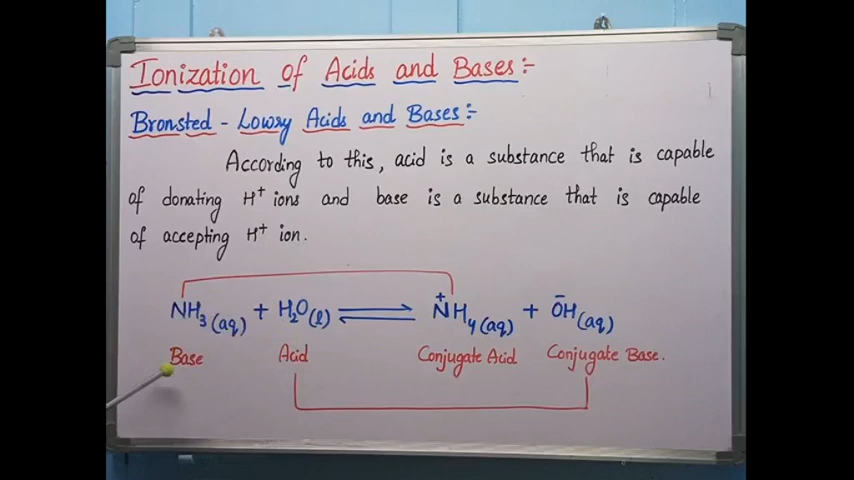 Ionization of Acids and Bases:-
Bronsted - Lowry Acids and Bases:-
According to this, acid is a substance that is capable
of donating H⁺ ions and base is a substance that is capable
of accepting H⁺ ion.
NH₃(aq) + H₂O(l) ⇌ N⁺H₄(aq) + O⁻H(aq)
Base Acid Conjugate Acid Conjugate Base.